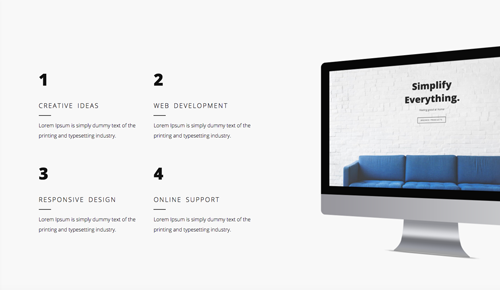 1
CREATIVE IDEAS
Lorem Ipsum is simply dummy text of the
printing and typesetting industry.
2
WEB DEVELOPMENT
Lorem Ipsum is simply dummy text of the
printing and typesetting industry.
3
RESPONSIVE DESIGN
Lorem Ipsum is simply dummy text of the
printing and typesetting industry.
4
ONLINE SUPPORT
Lorem Ipsum is simply dummy text of the
printing and typesetting industry.
Simplify
Everything.